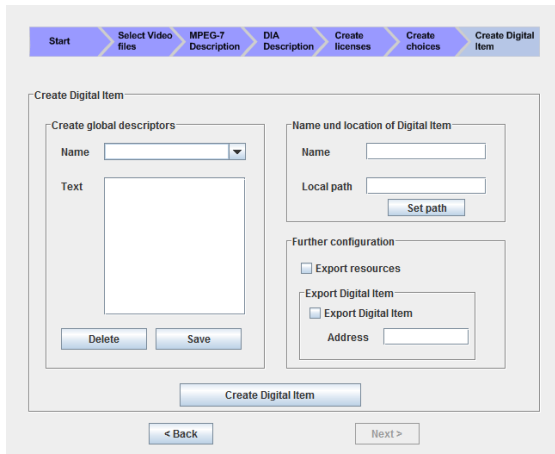 Start
Select Video
files
MPEG-7
Description
DIA
Description
Create
licenses
Create
choices
Create Digital
Item
Create Digital Item
Create global descriptors
Name
Text
Delete
Save
Name und location of Digital Item
Name
Local path
Set path
Further configuration
Export resources
Export Digital Item
Export Digital Item
Address
Create Digital Item
< Back
Next >